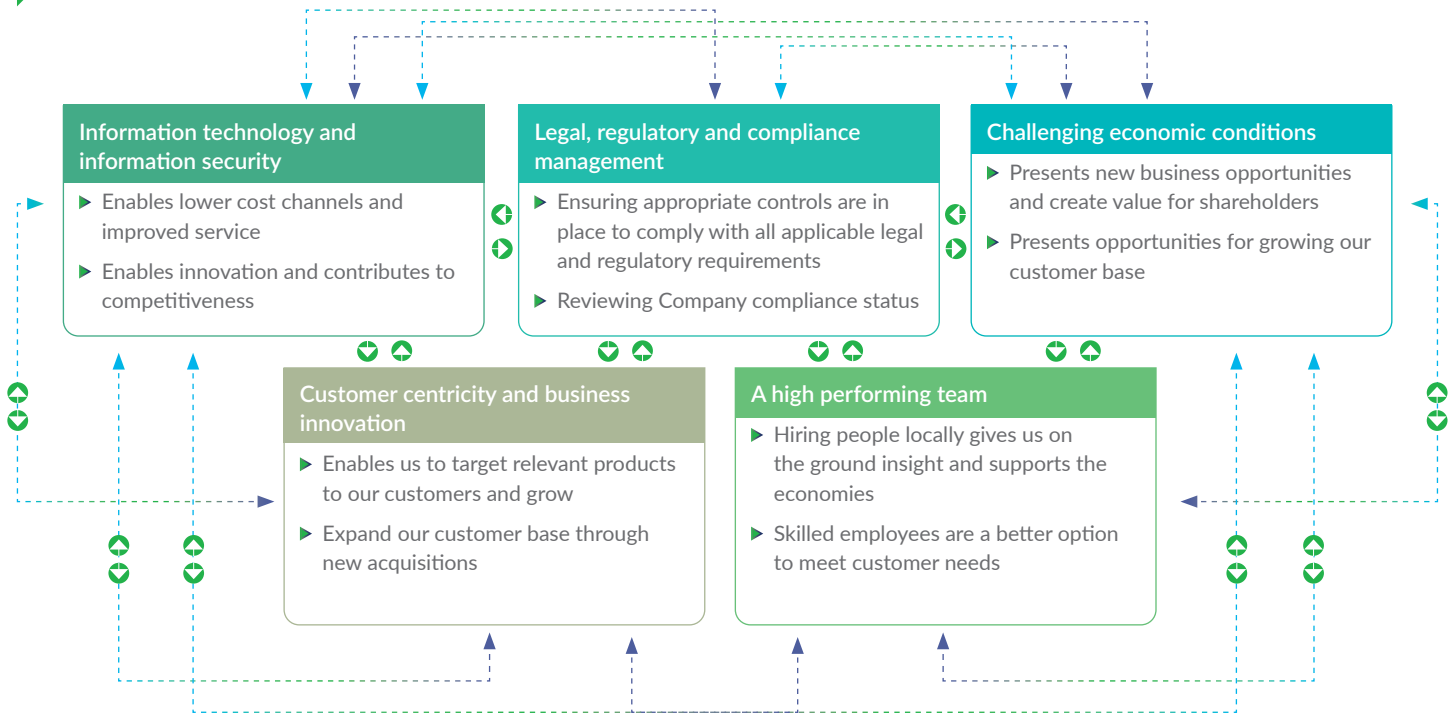 Information technology and
information security
Enables lower cost channels and
improved service
Enables innovation and contributes to
competitiveness
Legal, regulatory and compliance
management
Ensuring appropriate controls are in
place to comply with all applicable legal
and regulatory requirements
Reviewing Company compliance status
Challenging economic conditions
Presents new business opportunities
and create value for shareholders
Presents opportunities for growing our
customer base
Customer centricity and business
innovation
Enables us to target relevant products
to our customers and grow
Expand our customer base through
new acquisitions
A high performing team
Hiring people locally gives us on
the ground insight and supports the
economies
Skilled employees are a better option
to meet customer needs